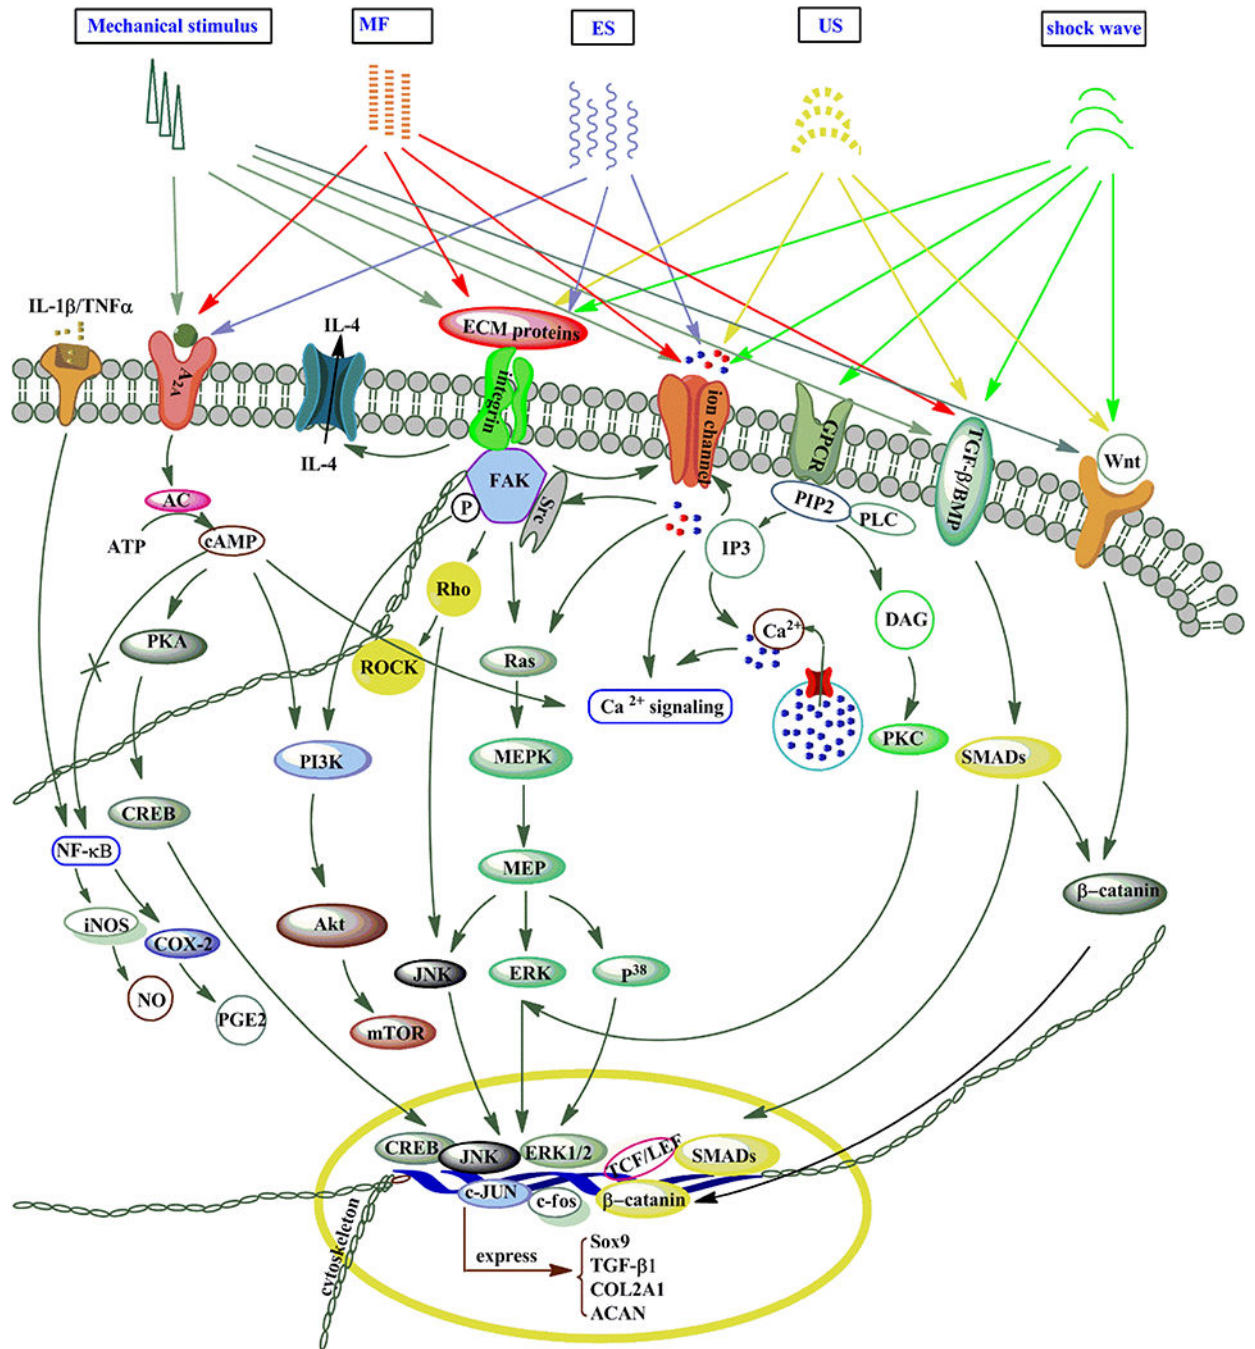 Mechanical stimulus
MF
ES
US
shock wave
IL-1β/TNFα
IL-4
ECM proteins
A2A
integrin
ion channel
GPCR
TGF-β/BMP
Wnt
IL-4
FAK
P
Src
PIP2
PLC
AC
ATP
cAMP
IP3
Rho
DAG
Ca2+
PKA
ROCK
Ras
Ca 2+ signaling
PI3K
MEPK
PKC
SMADs
CREB
NF-κB
MEP
β-catanin
iNOS
COX-2
Akt
JNK
ERK
P38
NO
PGE2
mTOR
CREB
JNK
ERK1/2
TCF/LEF
SMADs
c-JUN
c-fos
β-catanin
cytoskeleton
express
Sox9
TGF-β1
COL2A1
ACAN